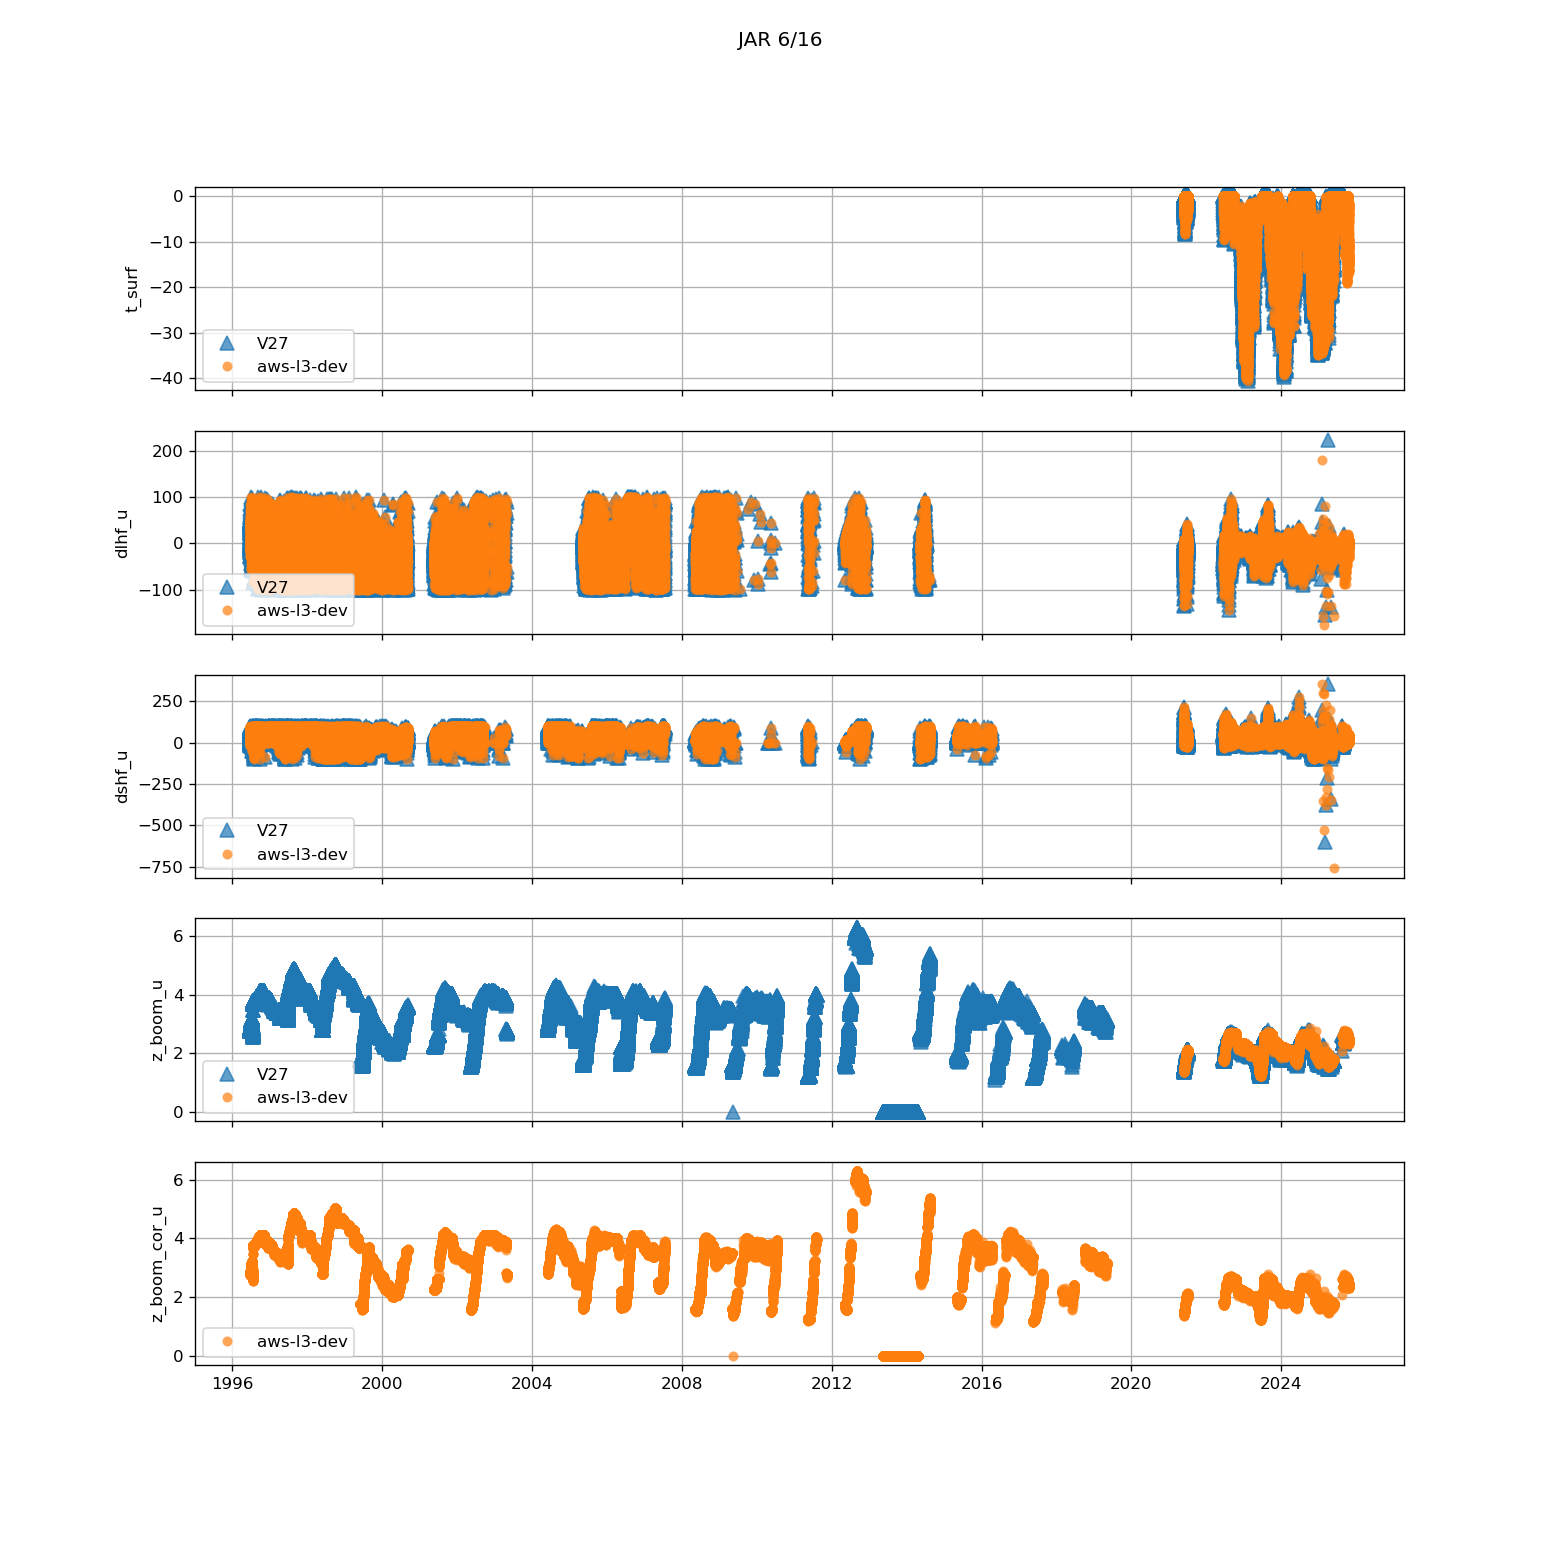 JAR 6/16
0
−10
−20
−30
−40
t_surf
V27
aws-l3-dev
200
100
0
−100
dlhf_u
V27
aws-l3-dev
250
0
−250
−500
−750
dshf_u
V27
aws-l3-dev
6
4
2
0
z_boom_u
V27
aws-l3-dev
6
4
2
0
z_boom_cor_u
aws-l3-dev
1996 2000 2004 2008 2012 2016 2020 2024